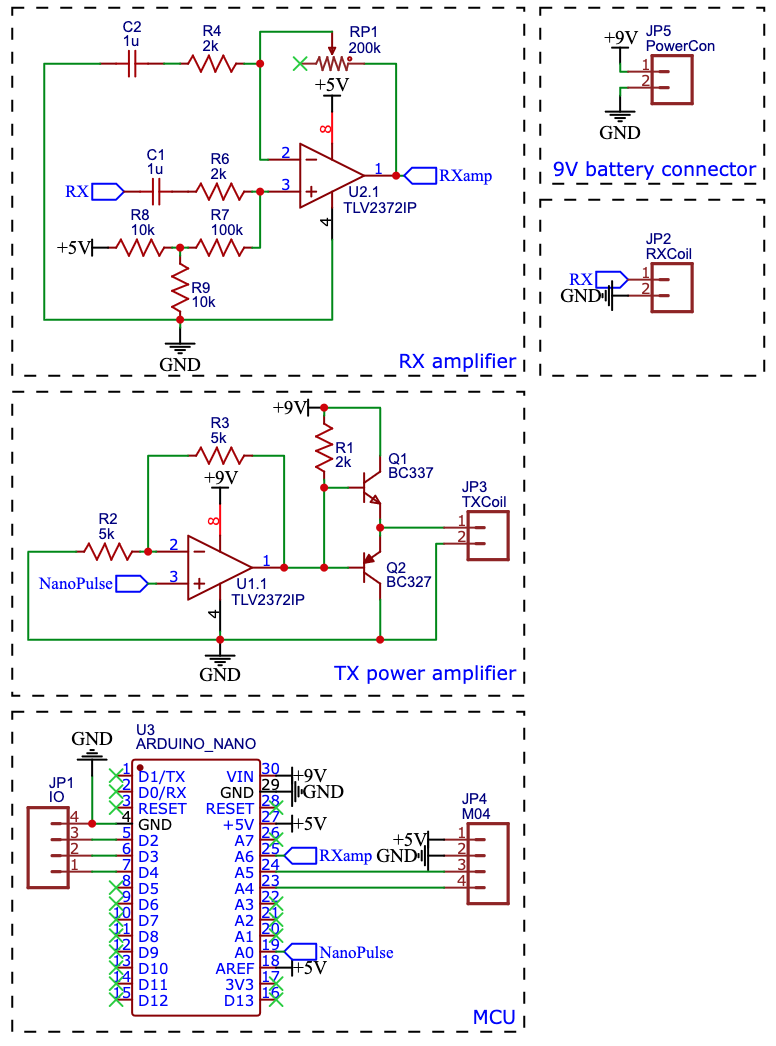 C2
1u
R4
2k
RP1
200k
+5V
8
2
1
3
4
U2.1
TLV2372IP
RXamp
C1
1u
R6
2k
RX
R8
10k
R7
100k
+5V
R9
10k
GND
RX amplifier
+9V
JP5
PowerCon
1
2
GND
9V battery connector
JP2
RXCoil
RX
1
GND
2
+9V
R3
5k
R1
2k
+9V
8
Q1
BC337
R2
5k
2
1
3
4
NanoPulse
U1.1
TLV2372IP
Q2
BC327
JP3
TXCoil
1
2
GND
TX power amplifier
GND
U3
ARDUINO_NANO
JP1
IO
4
3
2
1
1 D1/TX VIN 30 +9V
2 D0/RX GND 29 GND
3 RESET RESET 28
4 GND +5V 27 +5V
5 D2 A7 26
6 D3 A6 25 RXamp
7 D4 A5 24
8 D5 A4 23
9 D6 A3 22
10 D7 A2 21
11 D8 A1 20
12 D9 A0 19 NanoPulse
13 D10 AREF 18 +5V
14 D11 3V3 17
15 D12 D13 16
JP4
M04
+5V 1
GND 2
3
4
MCU